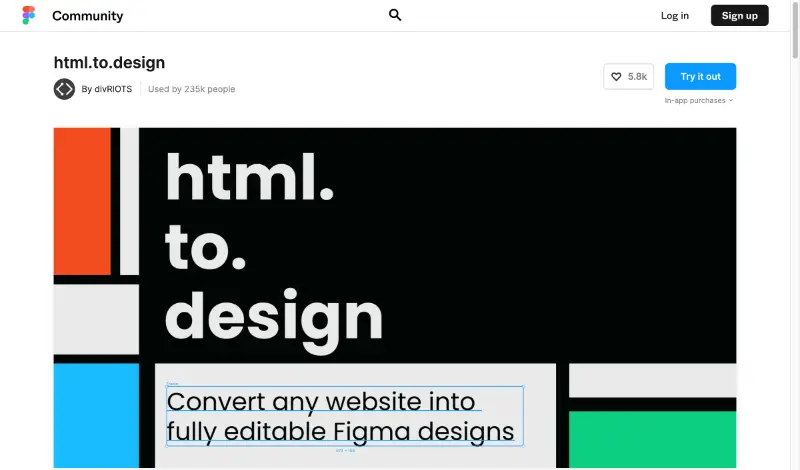 Community
Log in
Sign up
html.to.design
By divRIOTS
Used by 235k people
5.8k
Try it out
In-app purchases
html.
to.
design
Convert any website into
fully editable Figma designs